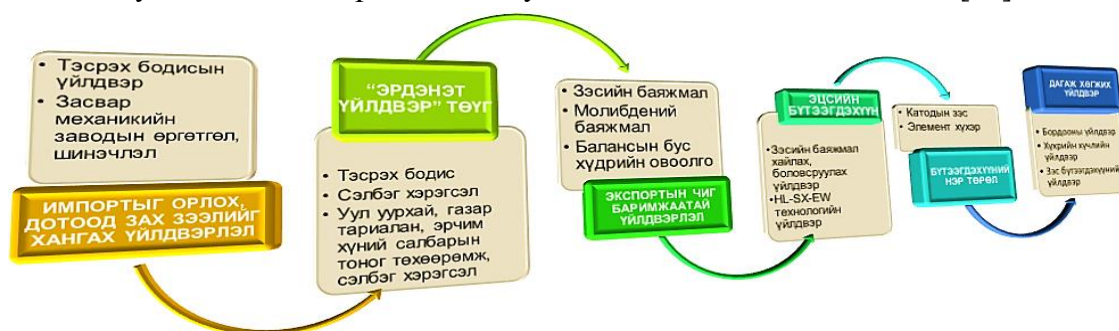 • Тэсрэх бодисын
үйлдвэр
• Засвар
механикийн
заводын өргөтгөл,
шинэчлэл
ИМПОРТЫГ ОРЛОХ,
ДОТООД ЗАХ ЗЭЭЛИЙГ
ХАНГАХ ҮЙЛДВЭРЛЭЛ
"ЭРДЭНЭТ
ҮЙЛДВЭР" ТӨҮГ
• Тэсрэх бодис
• Сэлбэг хэрэгсэл
• Уул уурхай, газар
тариалан, эрчим
хүний салбарын
тоног төхөөрөмж,
сэлбэг хэрэгсэл
• Зэсийн баяжмал
• Молибдений
баяжмал
• Балансын бус
хүдрийн овоолго
ЭКСПОРТЫН ЧИГ
БАРИМЖААТАЙ
ҮЙЛДВЭРЛЭЛ
ЭЦСИЙН
БҮТЭЭГДЭХҮҮН
• Зэсийн баяжмал
хайлах,
боловсруулах
үйлдвэр
• HL-SX-EW
технологийн
үйлдвэр
• Катодын зэс
• Элемент хүхэр
БҮТЭЭГДЭХҮҮНИЙ
НЭР ТӨРӨЛ
ДАГАЖ ХӨГЖИХ
ҮЙЛДВЭР
• Бордооны үйлдвэр
• Хүхрийн хүчлийн
үйлдвэр
• Зэс бүтээгдэхүүний
үйлдвэр